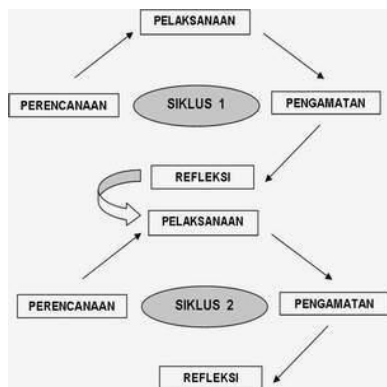 PELAKSANAAN
PERENCANAAN
SIKLUS 1
PENGAMATAN
REFLEKSI
PELAKSANAAN
PERENCANAAN
SIKLUS 2
PENGAMATAN
REFLEKSI